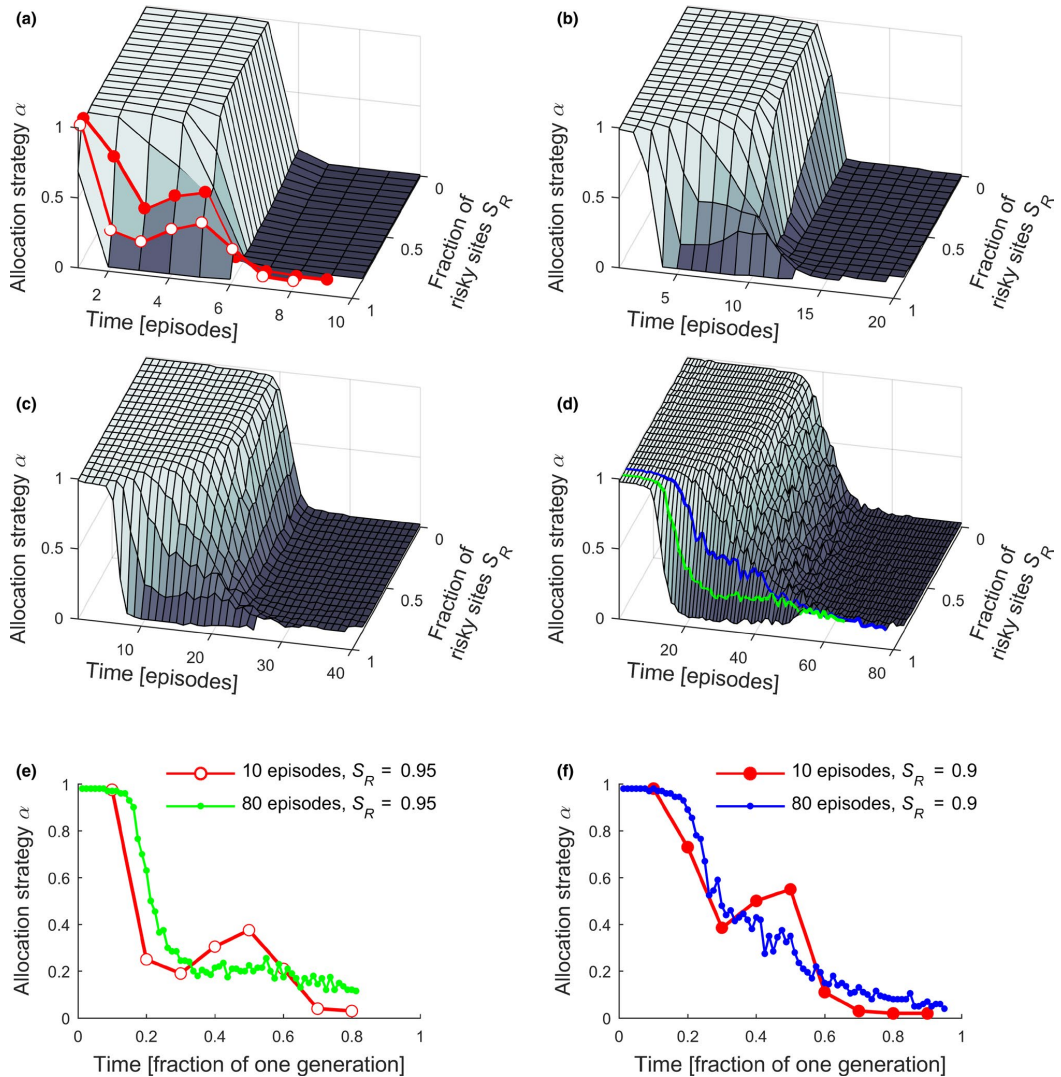 (a)
Allocation strategy α
1
0.5
0
2
4
6
8
10
Time [episodes]
0
0.5
1
Fraction of
risky sites S_R
(b)
Allocation strategy α
1
0.5
0
5
10
15
20
Time [episodes]
0
0.5
1
Fraction of
risky sites S_R
(c)
Allocation strategy α
1
0.5
0
10
20
30
40
Time [episodes]
0
0.5
1
Fraction of
risky sites S_R
(d)
Allocation strategy α
1
0.5
0
20
40
60
80
Time [episodes]
0
0.5
1
Fraction of
risky sites S_R
(e)
10 episodes, S_R = 0.95
80 episodes, S_R = 0.95
Allocation strategy α
1
0.8
0.6
0.4
0.2
0
0 0.2 0.4 0.6 0.8 1
Time [fraction of one generation]
(f)
10 episodes, S_R = 0.9
80 episodes, S_R = 0.9
Allocation strategy α
1
0.8
0.6
0.4
0.2
0
0 0.2 0.4 0.6 0.8 1
Time [fraction of one generation]